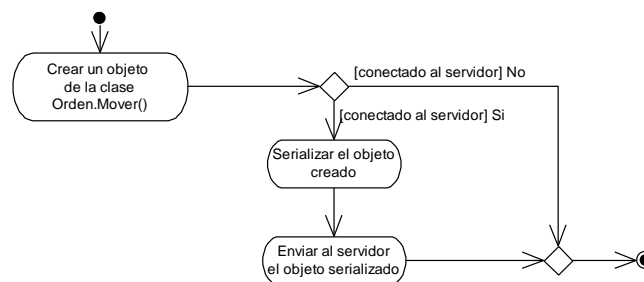 Crear un objeto
de la clase
Orden.Mover()
[conectado al servidor] No
[conectado al servidor] Si
Serializar el objeto
creado
Enviar al servidor
el objeto serializado